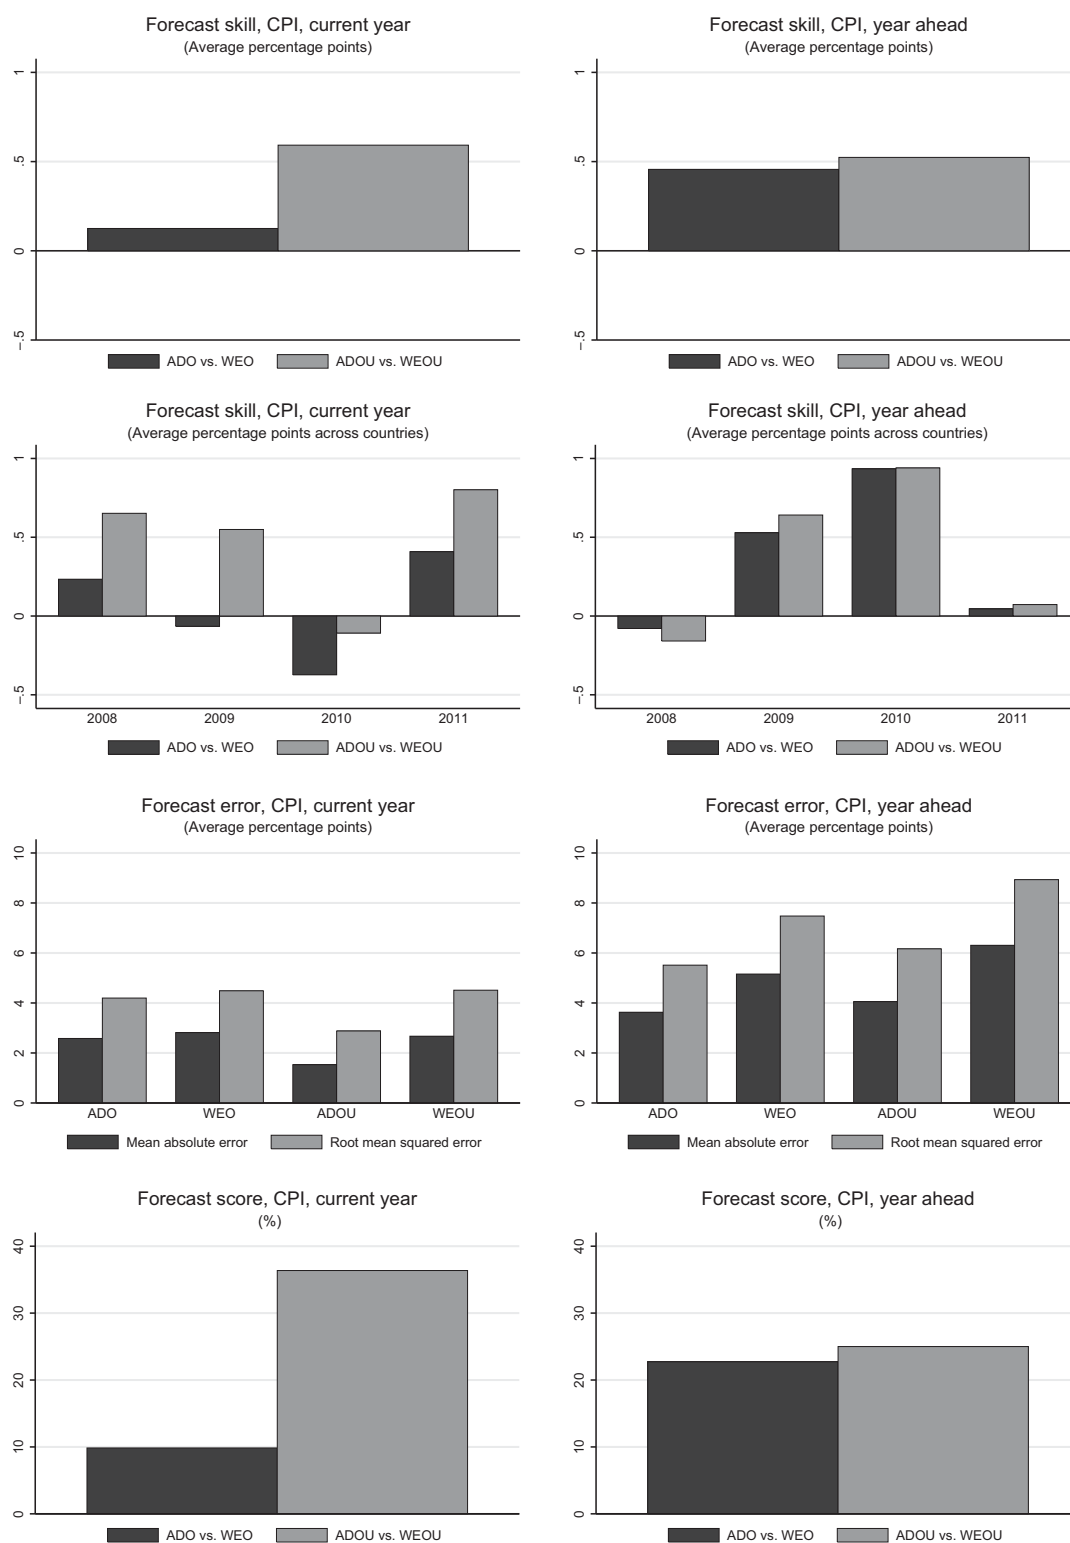 Forecast skill, CPI, current year
(Average percentage points)
1
.5
0
–.5
ADO vs. WEO ADOU vs. WEOU
Forecast skill, CPI, year ahead
(Average percentage points)
1
.5
0
–.5
ADO vs. WEO ADOU vs. WEOU
Forecast skill, CPI, current year
(Average percentage points across countries)
1
.5
0
–.5
2008 2009 2010 2011
ADO vs. WEO ADOU vs. WEOU
Forecast skill, CPI, year ahead
(Average percentage points across countries)
1
.5
0
–.5
2008 2009 2010 2011
ADO vs. WEO ADOU vs. WEOU
Forecast error, CPI, current year
(Average percentage points)
10
8
6
4
2
0
ADO WEO ADOU WEOU
Mean absolute error Root mean squared error
Forecast error, CPI, year ahead
(Average percentage points)
10
8
6
4
2
0
ADO WEO ADOU WEOU
Mean absolute error Root mean squared error
Forecast score, CPI, current year
(%)
40
30
20
10
0
ADO vs. WEO ADOU vs. WEOU
Forecast score, CPI, year ahead
(%)
40
30
20
10
0
ADO vs. WEO ADOU vs. WEOU